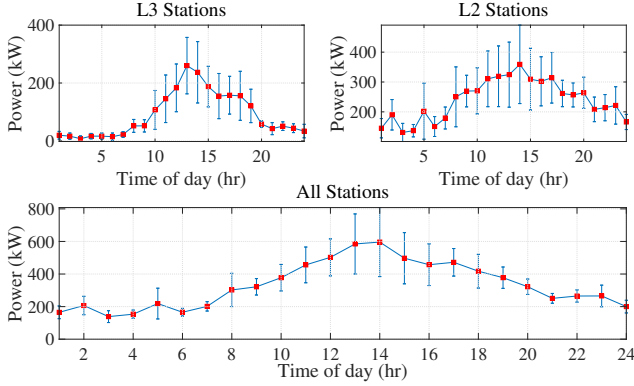 L3 Stations
L2 Stations
400
200
0
Power (kW)
5 10 15 20
Time of day (hr)
400
300
200
Power (kW)
5 10 15 20
Time of day (hr)
All Stations
800
600
400
200
0
Power (kW)
2 4 6 8 10 12 14 16 18 20 22 24
Time of day (hr)